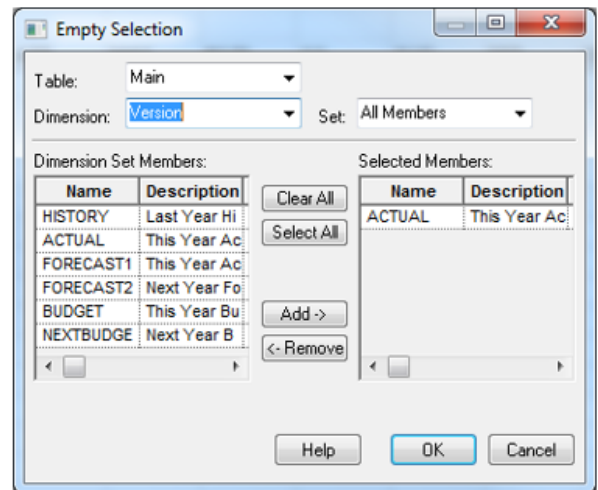 Empty Selection
Table: Main
Dimension: Version Set: All Members
Dimension Set Members: Selected Members:
Name Description Clear All Name Description
HISTORY Last Year Hi ACTUAL This Year Ac
ACTUAL This Year Ac Select All
FORECAST1 This Year Ac
FORECAST2 Next Year Fo
BUDGET This Year Bu Add ->
NEXTBUDGE Next Year B <- Remove
Help OK Cancel